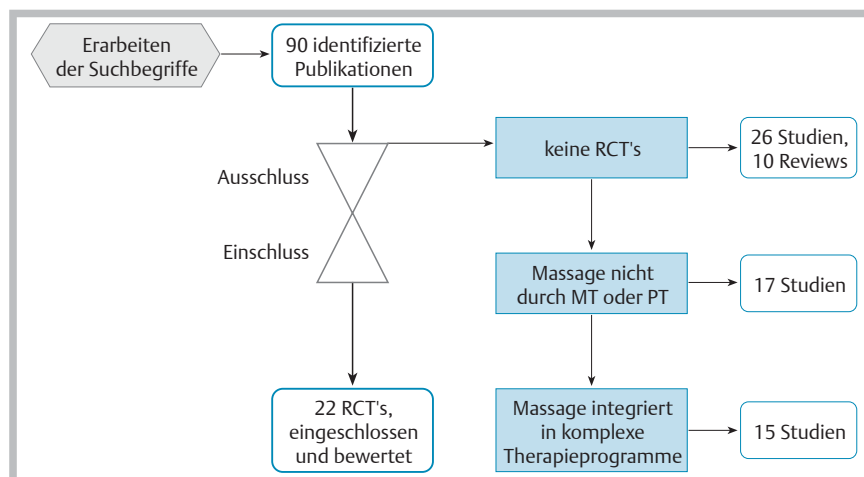 Erarbeiten
der Suchbegriffe
90 identifizierte
Publikationen
keine RCT's
26 Studien,
10 Reviews
Ausschluss
Einschluss
Massage nicht
durch MT oder PT
17 Studien
22 RCT's,
eingeschlossen
und bewertet
Massage integriert
in komplexe
Therapieprogramme
15 Studien